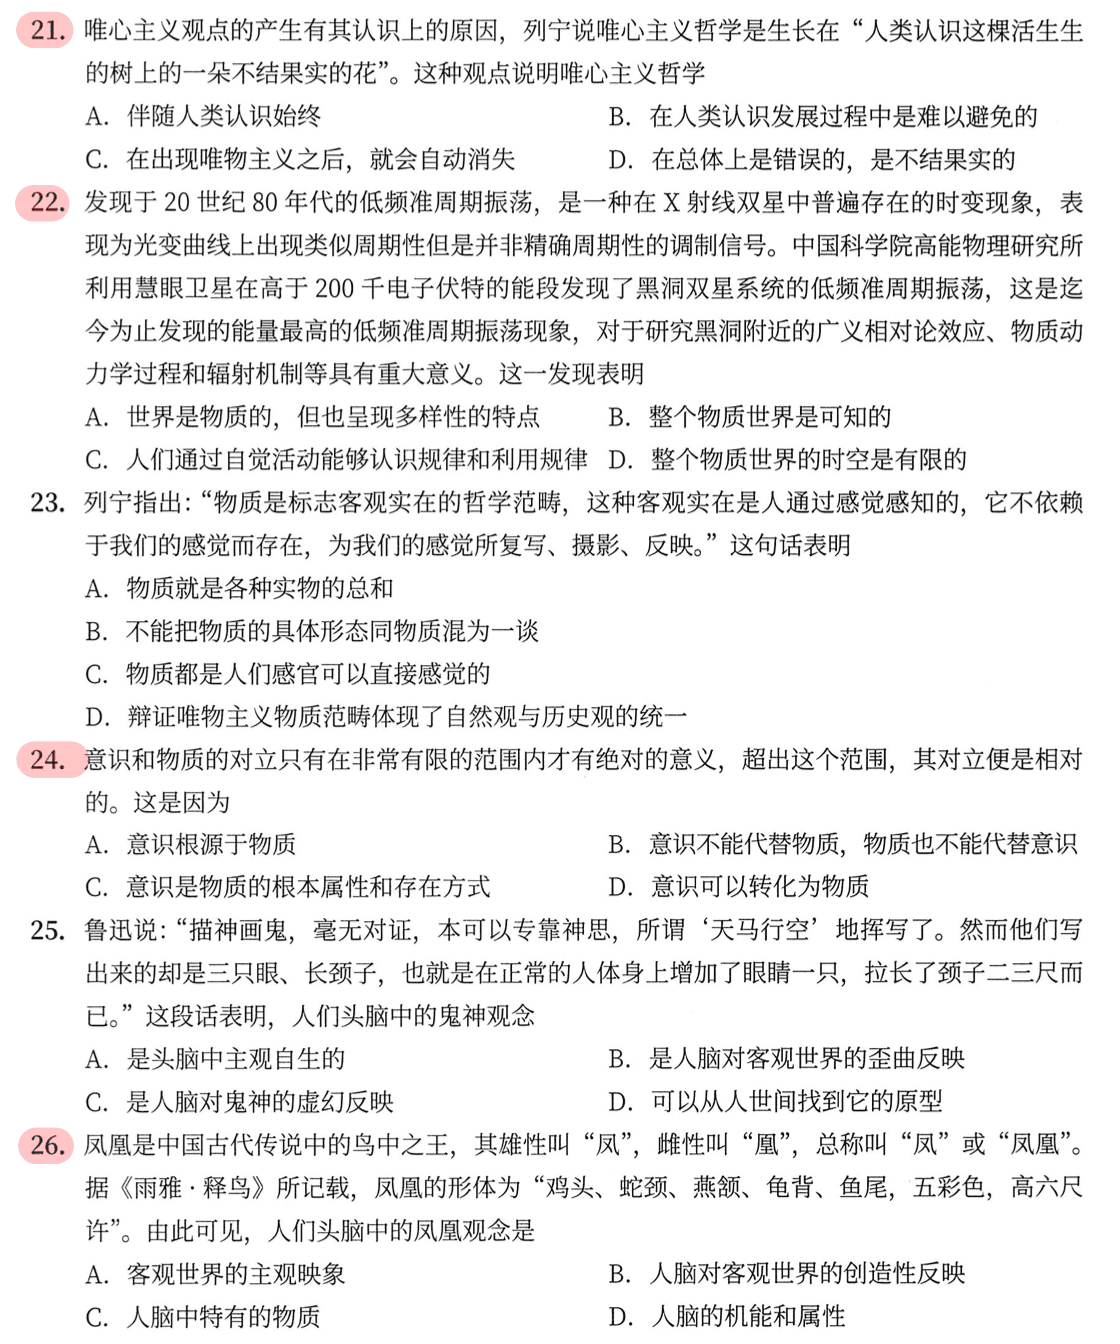 21. 唯心主义观点的产生有其认识上的原因，列宁说唯心主义哲学是生长在“人类认识这棵活生生
的树上的一朵不结果实的花”。这种观点说明唯心主义哲学
A. 伴随人类认识始终 B. 在人类认识发展过程中是难以避免的
C. 在出现唯物主义之后，就会自动消失 D. 在总体上是错误的，是不结果实的
22. 发现于 20 世纪 80 年代的低频准周期振荡，是一种在 X 射线双星中普遍存在的时变现象，表
现为光变曲线上出现类似周期性但是并非精确周期性的调制信号。中国科学院高能物理研究所
利用慧眼卫星在高于 200 千电子伏特的能段发现了黑洞双星系统的低频准周期振荡，这是迄
今为止发现的能量最高的低频准周期振荡现象，对于研究黑洞附近的广义相对论效应、物质动
力学过程和辐射机制等具有重大意义。这一发现表明
A. 世界是物质的，但也呈现多样性的特点 B. 整个物质世界是可知的
C. 人们通过自觉活动能够认识规律和利用规律 D. 整个物质世界的时空是有限的
23. 列宁指出：“物质是标志客观实在的哲学范畴，这种客观实在是人通过感觉感知的，它不依赖
于我们的感觉而存在，为我们的感觉所复写、摄影、反映。”这句话表明
A. 物质就是各种实物的总和
B. 不能把物质的具体形态同物质混为一谈
C. 物质都是人们感官可以直接感觉的
D. 辩证唯物主义物质范畴体现了自然观与历史观的统一
24. 意识和物质的对立只有在非常有限的范围内才有绝对的意义，超出这个范围，其对立便是相对
的。这是因为
A. 意识根源于物质 B. 意识不能代替物质，物质也不能代替意识
C. 意识是物质的根本属性和存在方式 D. 意识可以转化为物质
25. 鲁迅说：“描神画鬼，毫无对证，本可以专靠神思，所谓‘天马行空’地挥写了。然而他们写
出来的却是三只眼、长颈子，也就是在正常的人体身上增加了眼睛一只，拉长了颈子二三尺而
已。”这段话表明，人们头脑中的鬼神观念
A. 是头脑中主观自生的 B. 是人脑对客观世界的歪曲反映
C. 是人脑对鬼神的虚幻反映 D. 可以从人世间找到它的原型
26. 凤凰是中国古代传说中的鸟中之王，其雄性叫“凤”，雌性叫“凰”，总称叫“凤”或“凤凰”。
据《雨雅·释鸟》所记载，凤凰的形体为“鸡头、蛇颈、燕颔、龟背、鱼尾，五彩色，高六尺
许”。由此可见，人们头脑中的凤凰观念是
A. 客观世界的主观映象 B. 人脑对客观世界的创造性反映
C. 人脑中特有的物质 D. 人脑的机能和属性